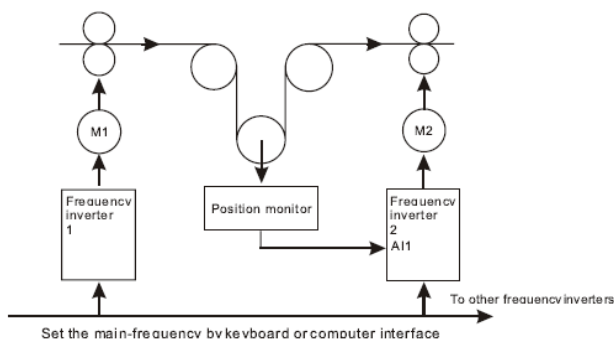 M1
M2
Frequency
inverter
1
Position monitor
Frequency
inverter
2
AI1
To other frequency inverters
Set the main-frequency by keyboard or computer interface